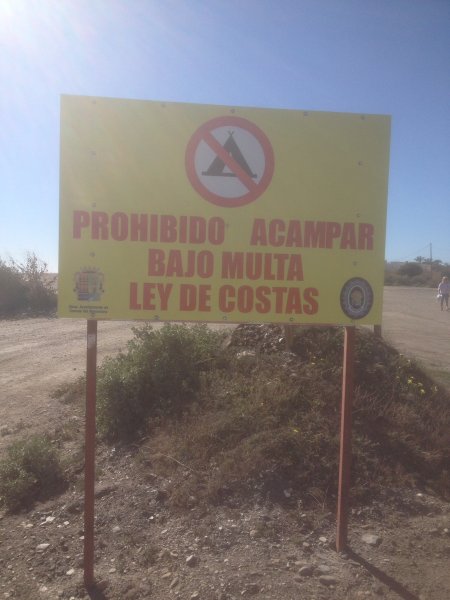 PROHIBIDO ACAMPAR
BAJO MULTA
LEY DE COSTAS